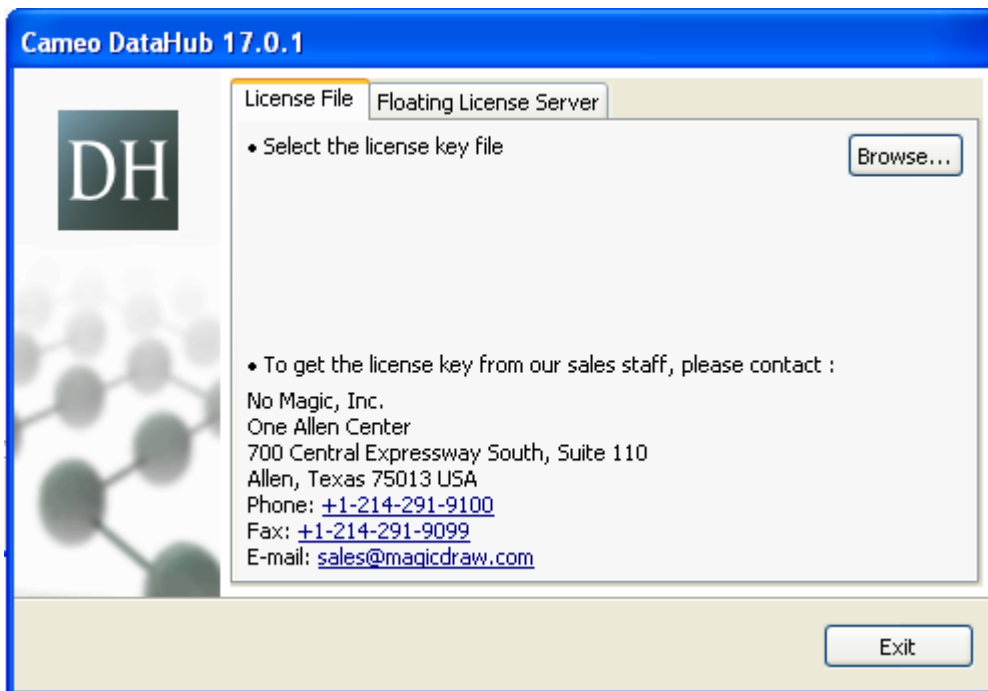 Cameo DataHub 17.0.1
DH
License File
Floating License Server
• Select the license key file
Browse...
• To get the license key from our sales staff, please contact :
No Magic, Inc.
One Allen Center
700 Central Expressway South, Suite 110
Allen, Texas 75013 USA
Phone: +1-214-291-9100
Fax: +1-214-291-9099
E-mail: sales@magicdraw.com
Exit